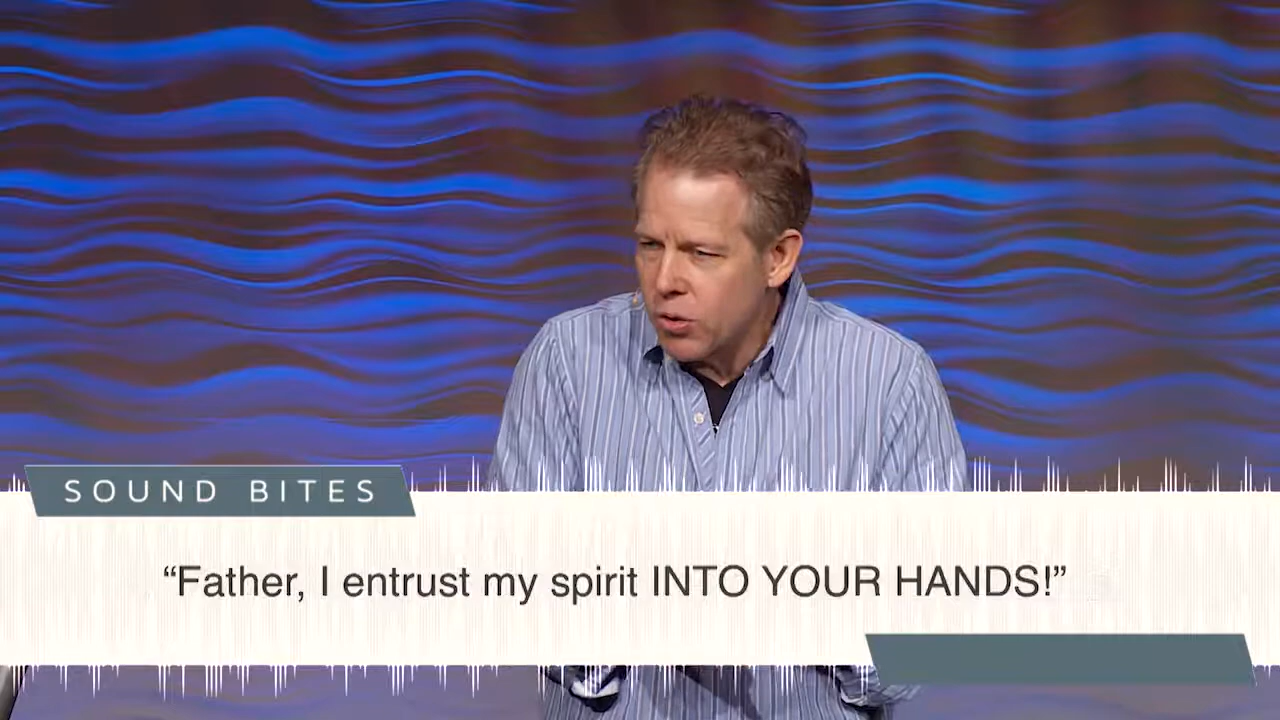 SOUND BITES
“Father, I entrust my spirit INTO YOUR HANDS!”